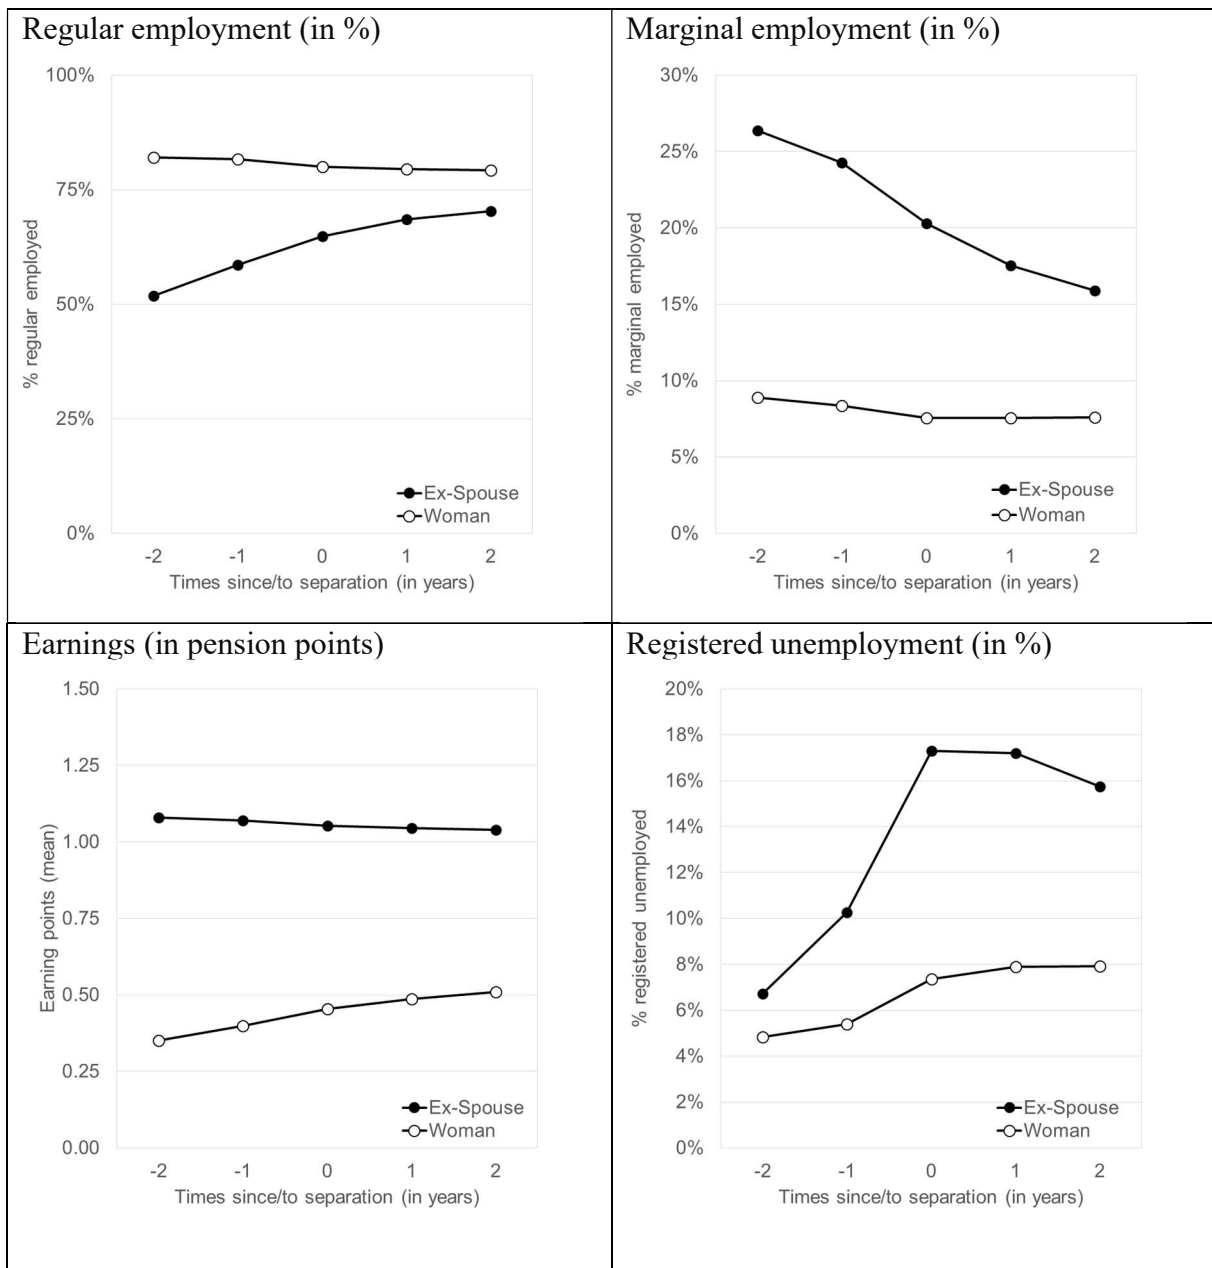 Regular employment (in %)
100%
75%
50%
25%
0%
% regular employed
Ex-Spouse
Woman
-2 -1 0 1 2
Times since/to separation (in years)
Marginal employment (in %)
30%
25%
20%
15%
10%
5%
0%
% marginal employed
Ex-Spouse
Woman
-2 -1 0 1 2
Times since/to separation (in years)
Earnings (in pension points)
1.50
1.25
1.00
0.75
0.50
0.25
0.00
Earning points (mean)
Ex-Spouse
Woman
-2 -1 0 1 2
Times since/to separation (in years)
Registered unemployment (in %)
20%
18%
16%
14%
12%
10%
8%
6%
4%
2%
0%
% registered unemployed
Ex-Spouse
Woman
-2 -1 0 1 2
Times since/to separation (in years)